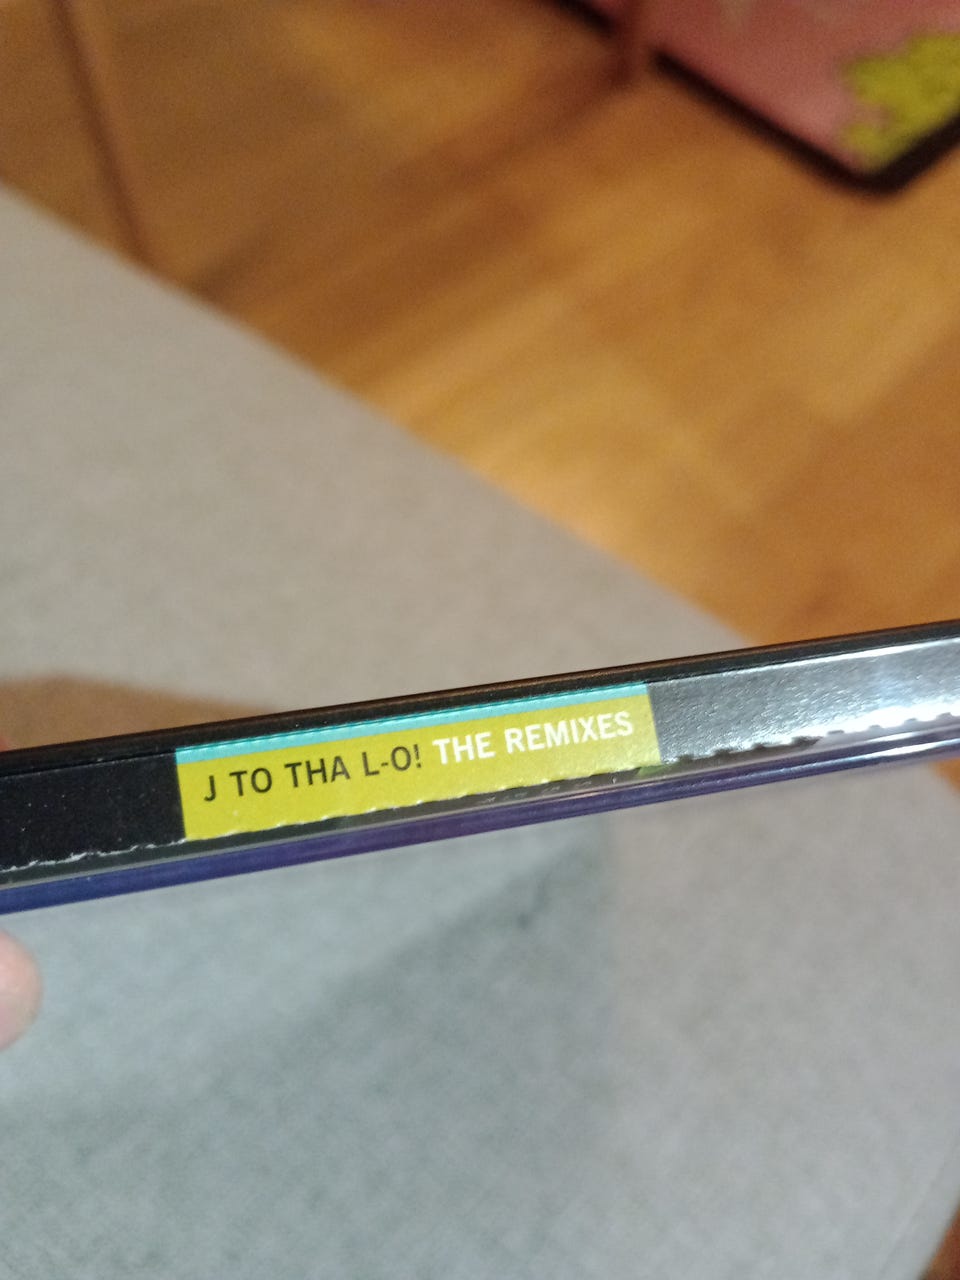 J TO THA L-O! THE REMIXES